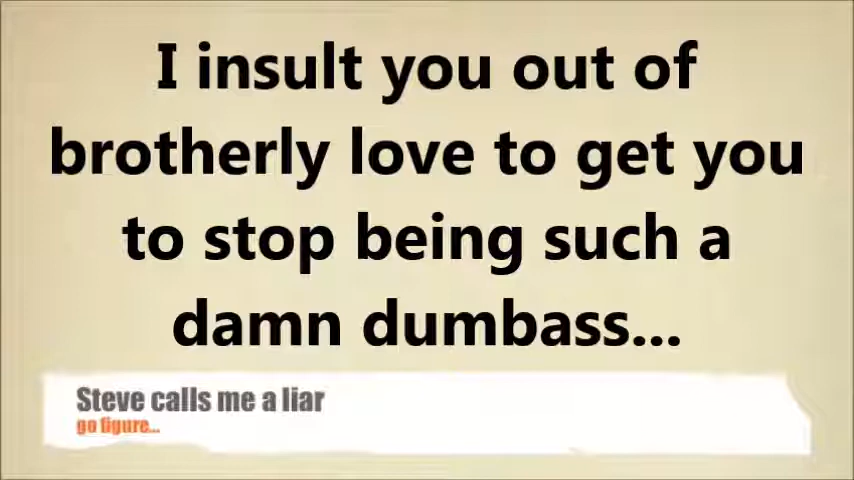 I insult you out of
brotherly love to get you
to stop being such a
damn dumbass...
Steve calls me a liar
go figure...